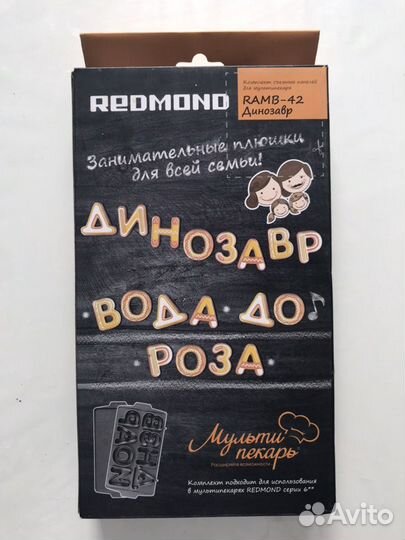 REDMOND
Комплект съемных панелей
для мультипекаря
RAMB-42
Динозавр
Занимательные плюшки
для всей семьи!
ДИНОЗАВР
ВОДА • ДО
• РОЗА •
Мульти
пекарь
Расширяйте возможности
Комплект подходит для использования
в мультипекарях REDMOND серии 6**
Avito